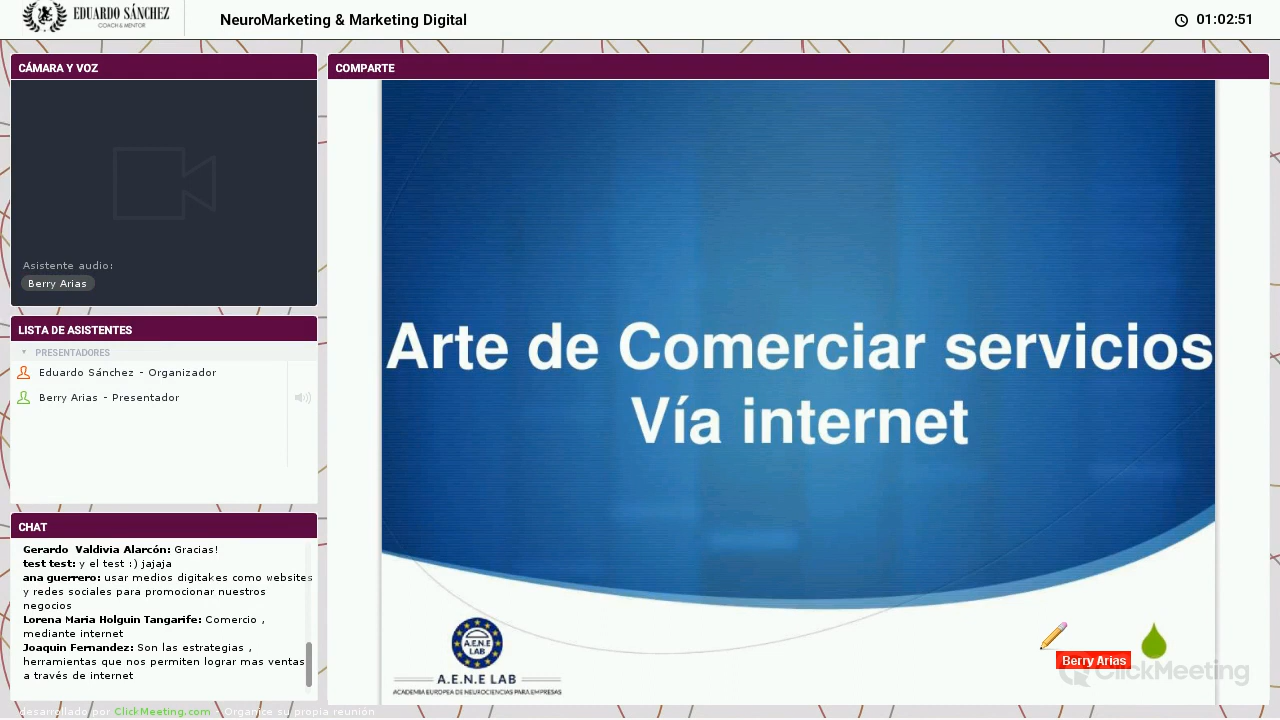 EDUARDO SÁNCHEZ
COACH & MENTOR
NeuroMarketing & Marketing Digital
01:02:51
CÁMARA Y VOZ
Asistente audio:
Berry Arias
LISTA DE ASISTENTES
PRESENTADORES
Eduardo Sánchez - Organizador
Berry Arias - Presentador
CHAT
Gerardo Valdivia Alarcón: Gracias!
test test: y el test :) jajaja
ana guerrero: usar medios digitakes como websites
y redes sociales para promocionar nuestros
negocios
Lorena Maria Holguin Tangarife: Comercio ,
mediante internet
Joaquin Fernandez: Son las estrategias ,
herramientas que nos permiten lograr mas ventas
a través de internet
desarrollado por ClickMeeting.com - Organice su propia reunión
COMPARTE
Arte de Comerciar servicios
Vía internet
A.E.N.E
LAB
A.E.N.E LAB
ACADEMIA EUROPEA DE NEUROCIENCIAS PARA EMPRESAS
Berry Arias
ClickMeeting